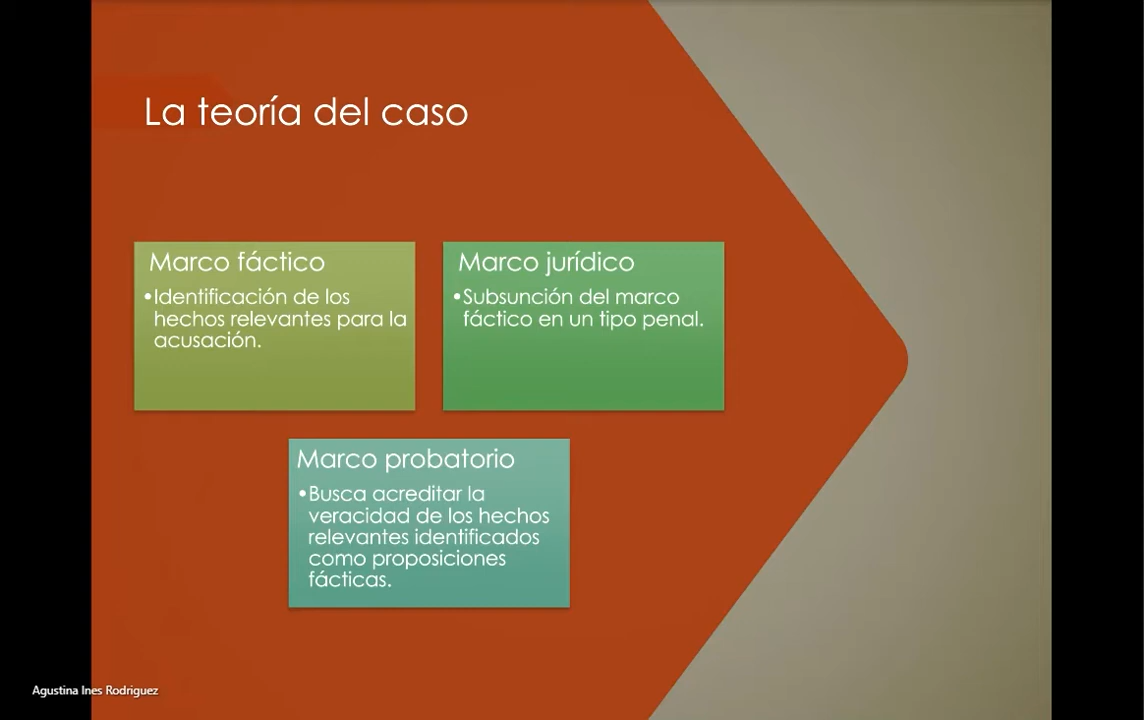 La teoría del caso
Marco fáctico
•Identificación de los
hechos relevantes para la
acusación.
Marco jurídico
•Subsunción del marco
fáctico en un tipo penal.
Marco probatorio
•Busca acreditar la
veracidad de los hechos
relevantes identificados
como proposiciones
fácticas.
Agustina Ines Rodriguez